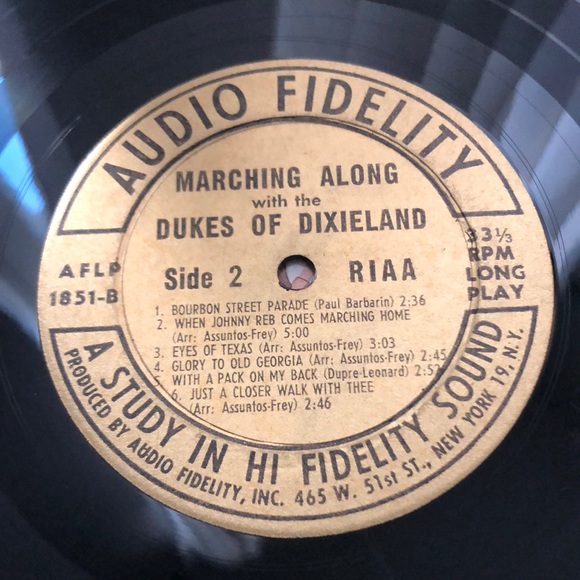 AUDIO FIDELITY
MARCHING ALONG
with the
DUKES OF DIXIELAND
AFLP
1851-B
Side 2
RIAA
33⅓
RPM
LONG
PLAY
1. BOURBON STREET PARADE (Paul Barbarin) 2:36
2. WHEN JOHNNY REB COMES MARCHING HOME
(Arr: Assuntos-Frey) 5:00
3. EYES OF TEXAS (Arr: Assuntos-Frey) 3:03
4. GLORY TO OLD GEORGIA (Arr: Assuntos-Frey) 2:45
5. WITH A PACK ON MY BACK (Dupre-Leonard) 2:52
6. JUST A CLOSER WALK WITH THEE
(Arr: Assuntos-Frey) 2:46
A STUDY IN HI FIDELITY SOUND
PRODUCED BY AUDIO FIDELITY, INC. 465 W. 51st ST., NEW YORK 19, N.Y.